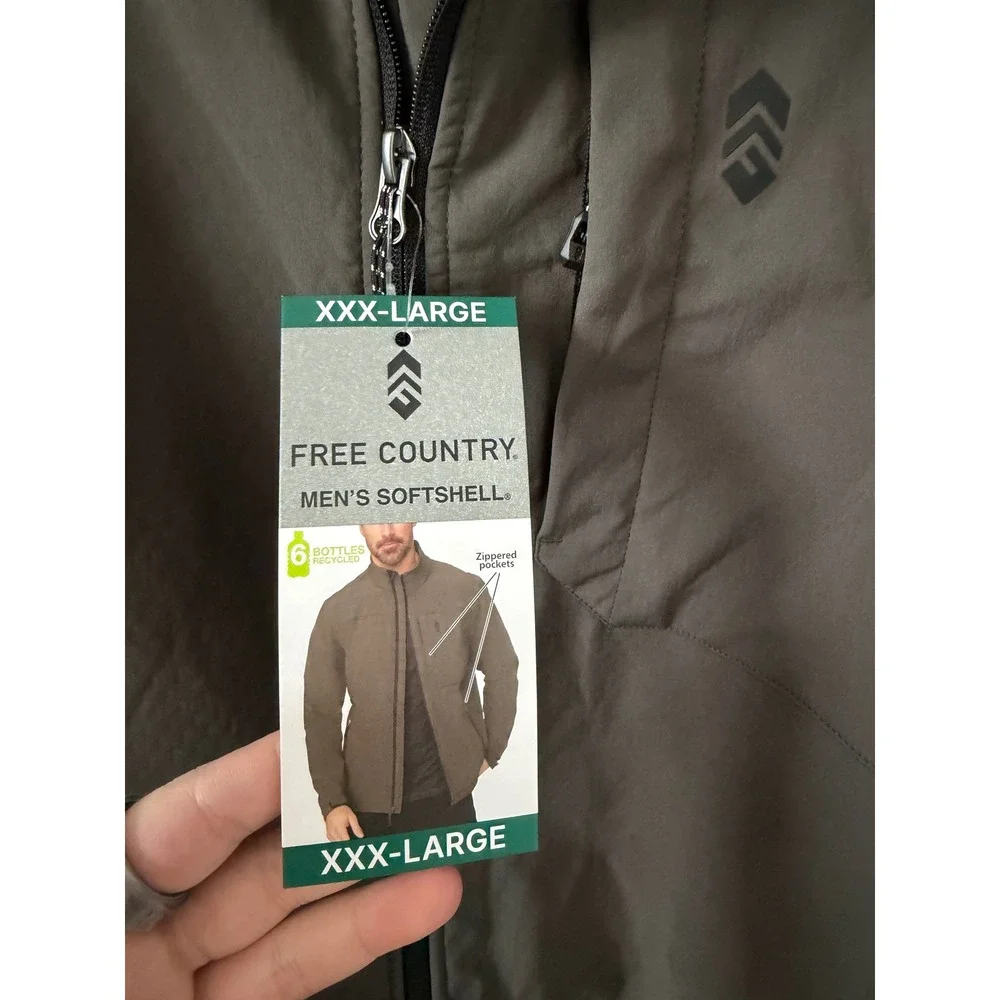 XXX-LARGE
FREE COUNTRY®
MEN'S SOFTSHELL®
6 BOTTLES
RECYCLED
Zippered
pockets
XXX-LARGE